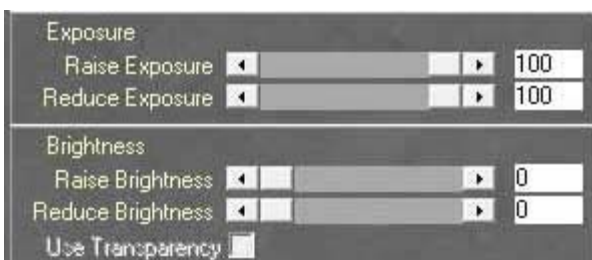 Exposure
Raise Exposure 100
Reduce Exposure 100
Brightness
Raise Brightness 0
Reduce Brightness 0
Use Transparency